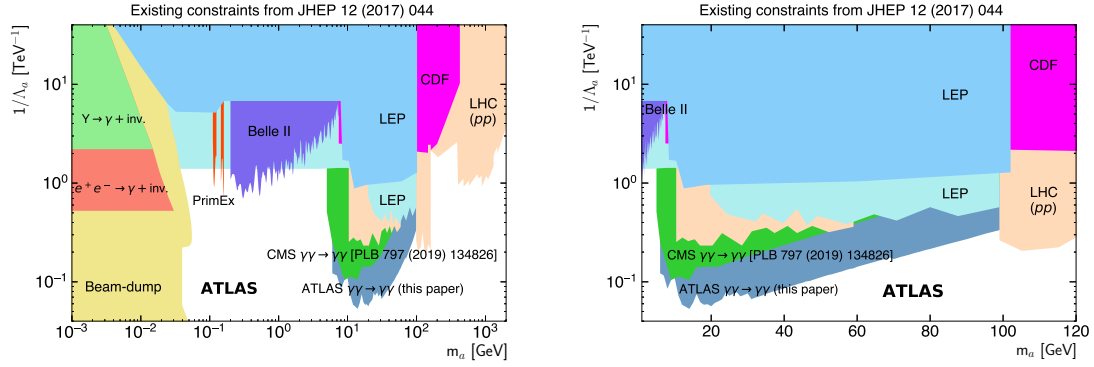 Existing constraints from JHEP 12 (2017) 044
1/Λₐ [TeV⁻¹]
10¹
10⁰
10⁻¹
CDF
LHC
(pp)
Υ → γ + inv.
Belle II
LEP
e⁺e⁻ → γ + inv.
PrimEx
LEP
CMS γγ → γγ [PLB 797 (2019) 134826]
Beam-dump
ATLAS
ATLAS γγ → γγ (this paper)
10⁻³ 10⁻² 10⁻¹ 10⁰ 10¹ 10² 10³
mₐ [GeV]
Existing constraints from JHEP 12 (2017) 044
1/Λₐ [TeV⁻¹]
10¹
10⁰
10⁻¹
CDF
Belle II
LEP
LEP
LHC
(pp)
CMS γγ → γγ [PLB 797 (2019) 134826]
ATLAS γγ → γγ (this paper)
ATLAS
20 40 60 80 100 120
mₐ [GeV]